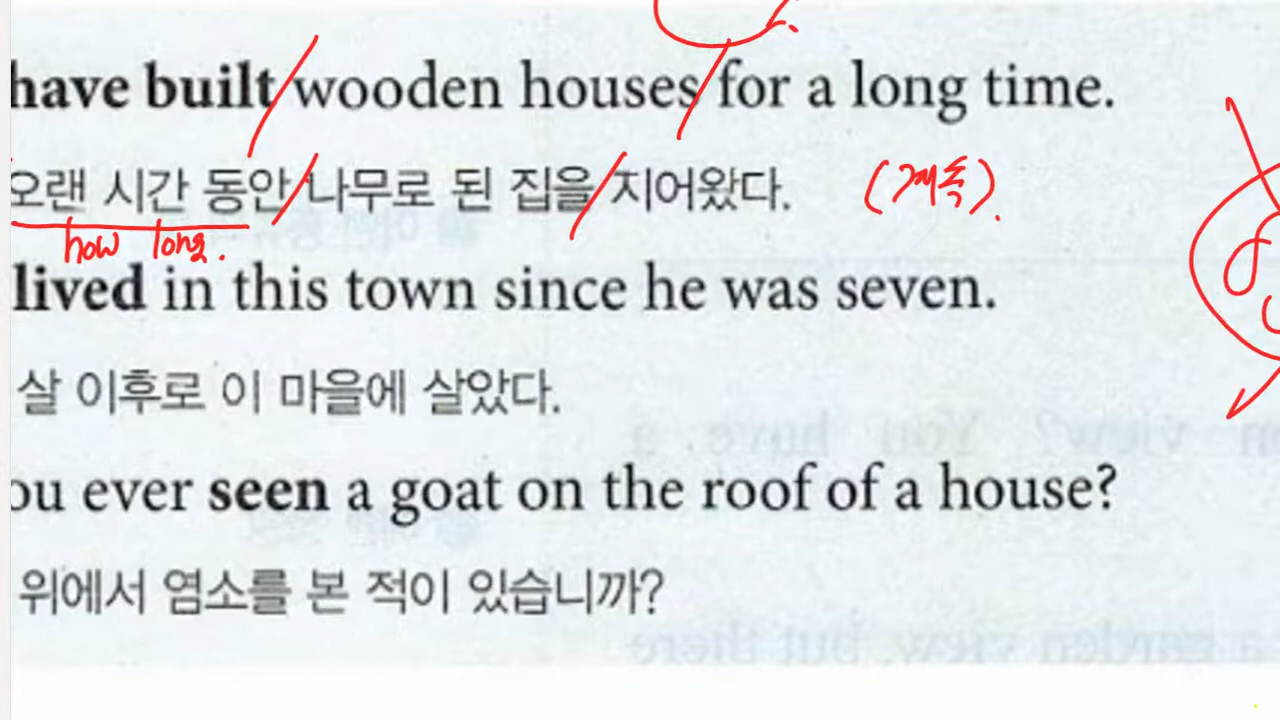 have built wooden houses for a long time.
오랜 시간 동안 나무로 된 집을 지어왔다. (계속).
how long.
lived in this town since he was seven.
살 이후로 이 마을에 살았다.
ou ever seen a goat on the roof of a house?
위에서 염소를 본 적이 있습니까?